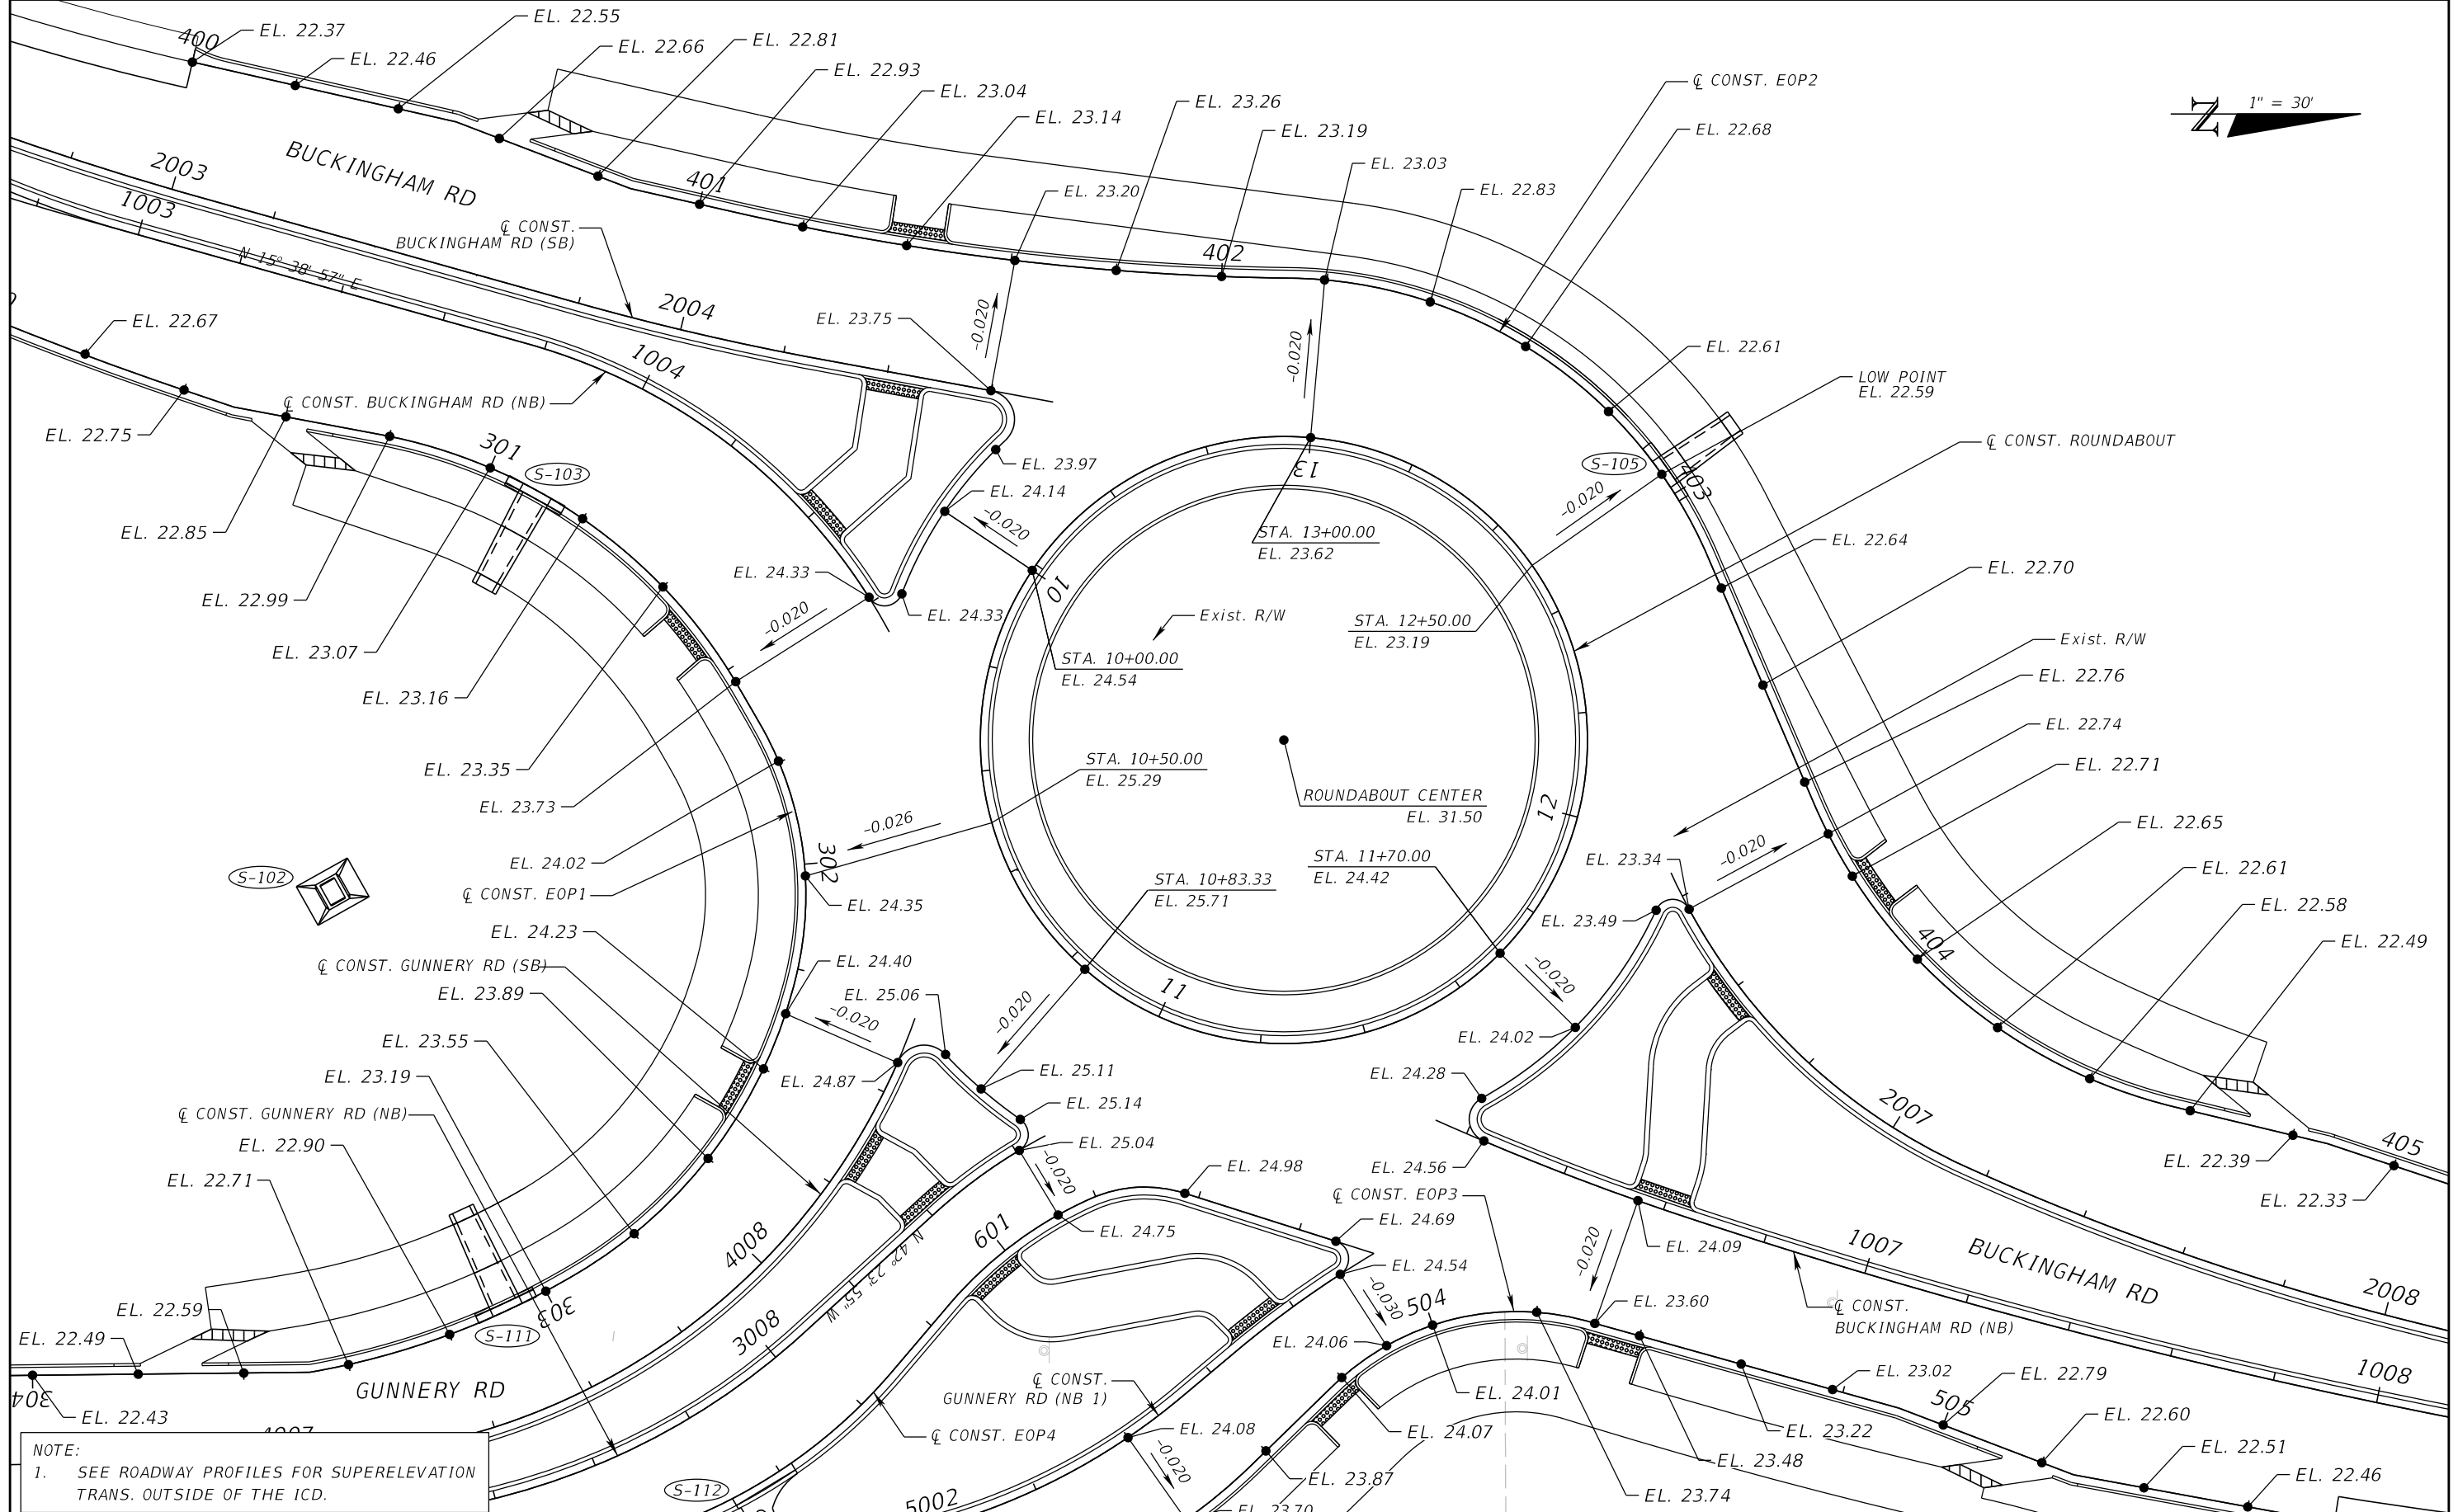 400
EL. 22.37
EL. 22.46
EL. 22.55
EL. 22.66
EL. 22.81
EL. 22.93
EL. 23.04
EL. 23.14
EL. 23.26
EL. 23.19
EL. 23.03
EL. 23.20
EL. 22.83
℄ CONST. EOP2
EL. 22.68
1" = 30'
N
BUCKINGHAM RD
2003
1003
401
402
℄ CONST.
BUCKINGHAM RD (SB)
N 15° 38' 57" E
2004
1004
EL. 22.67
EL. 23.75
-0.020
-0.020
EL. 22.61
LOW POINT
EL. 22.59
℄ CONST. BUCKINGHAM RD (NB)
EL. 22.75
301
S-103
EL. 23.97
EL. 24.14
-0.020
13
S-105
403
-0.020
℄ CONST. ROUNDABOUT
EL. 22.85
STA. 13+00.00
EL. 23.62
EL. 22.64
EL. 22.99
EL. 24.33
EL. 24.33
-0.020
10
Exist. R/W
STA. 12+50.00
EL. 23.19
EL. 22.70
EL. 23.07
STA. 10+00.00
EL. 24.54
Exist. R/W
EL. 22.76
EL. 23.16
EL. 22.74
EL. 23.35
STA. 10+50.00
EL. 25.29
EL. 22.71
EL. 23.73
ROUNDABOUT CENTER
EL. 31.50
12
-0.026
EL. 22.65
EL. 24.02
302
STA. 11+70.00
EL. 24.42
EL. 23.34
-0.020
EL. 22.61
S-102
℄ CONST. EOP1
EL. 24.35
STA. 10+83.33
EL. 25.71
EL. 23.49
EL. 22.58
EL. 24.23
404
EL. 22.49
℄ CONST. GUNNERY RD (SB)
EL. 24.40
-0.020
EL. 23.89
EL. 25.06
11
EL. 24.02
-0.020
-0.020
EL. 23.55
EL. 24.87
EL. 25.11
EL. 24.28
EL. 23.19
EL. 25.14
2007
℄ CONST. GUNNERY RD (NB)
EL. 22.90
EL. 25.04
405
EL. 22.71
-0.020
EL. 24.98
EL. 24.56
EL. 22.39
EL. 22.33
℄ CONST. EOP3
601
EL. 24.75
EL. 24.69
-0.020
EL. 24.09
1007
BUCKINGHAM RD
4008
N 42° 23' 55" W
EL. 24.54
2008
-0.030
504
EL. 23.60
℄ CONST.
BUCKINGHAM RD (NB)
EL. 22.59
303
S-111
3008
EL. 24.06
EL. 22.49
EL. 23.02
1008
304
GUNNERY RD
℄ CONST.
GUNNERY RD (NB 1)
EL. 24.01
505
EL. 22.79
EL. 22.43
℄ CONST. EOP4
EL. 24.08
EL. 24.07
EL. 23.22
EL. 22.60
EL. 22.51
-0.020
EL. 23.48
EL. 23.87
EL. 22.46
S-112
5002
EL. 23.70
EL. 23.74
4007
NOTE:
1. SEE ROADWAY PROFILES FOR SUPERELEVATION
TRANS. OUTSIDE OF THE ICD.